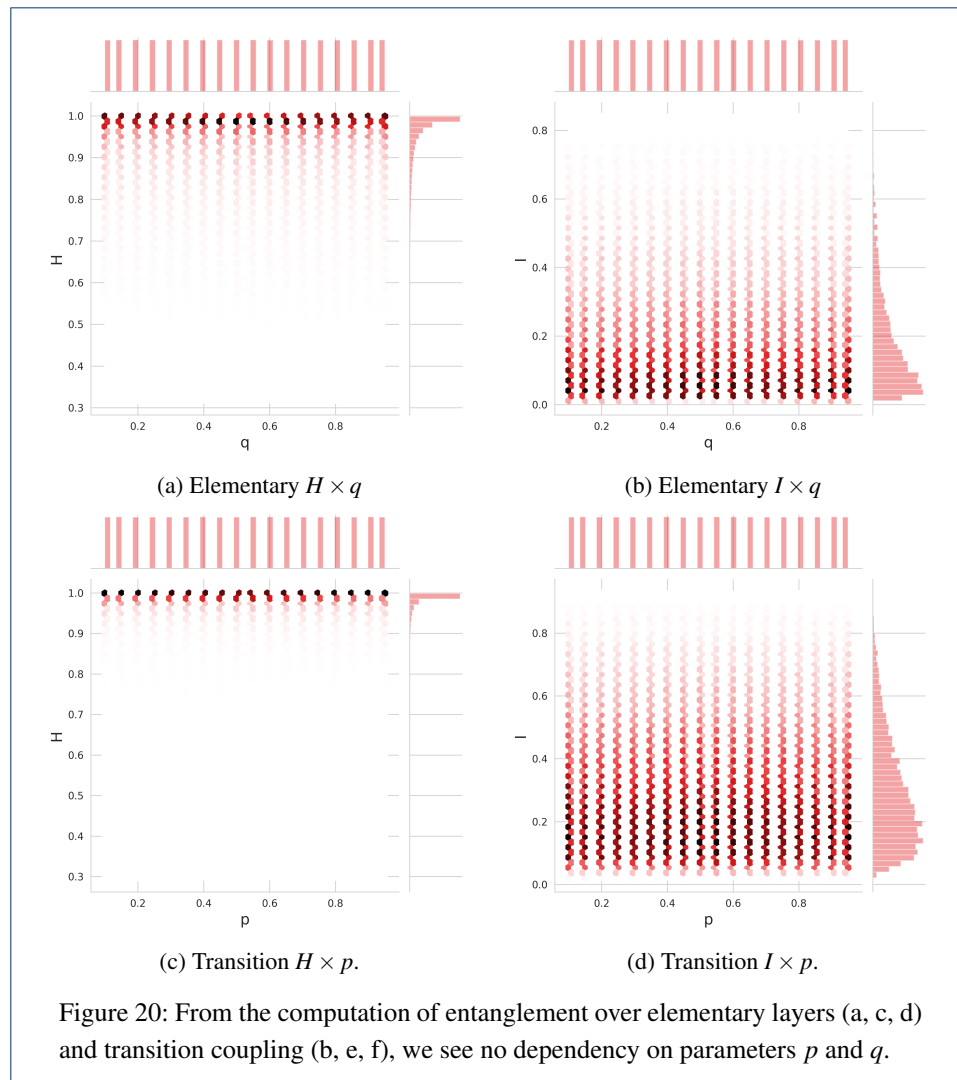 1.0
0.9
0.8
0.7
0.6
0.5
0.4
0.3
H
0.2 0.4 0.6 0.8
q
(a) Elementary H × q
0.8
0.6
0.4
0.2
0.0
I
0.2 0.4 0.6 0.8
q
(b) Elementary I × q
1.0
0.9
0.8
0.7
0.6
0.5
0.4
0.3
H
0.2 0.4 0.6 0.8
p
(c) Transition H × p.
0.8
0.6
0.4
0.2
0.0
I
0.2 0.4 0.6 0.8
p
(d) Transition I × p.
Figure 20: From the computation of entanglement over elementary layers (a, c, d)
and transition coupling (b, e, f), we see no dependency on parameters p and q.